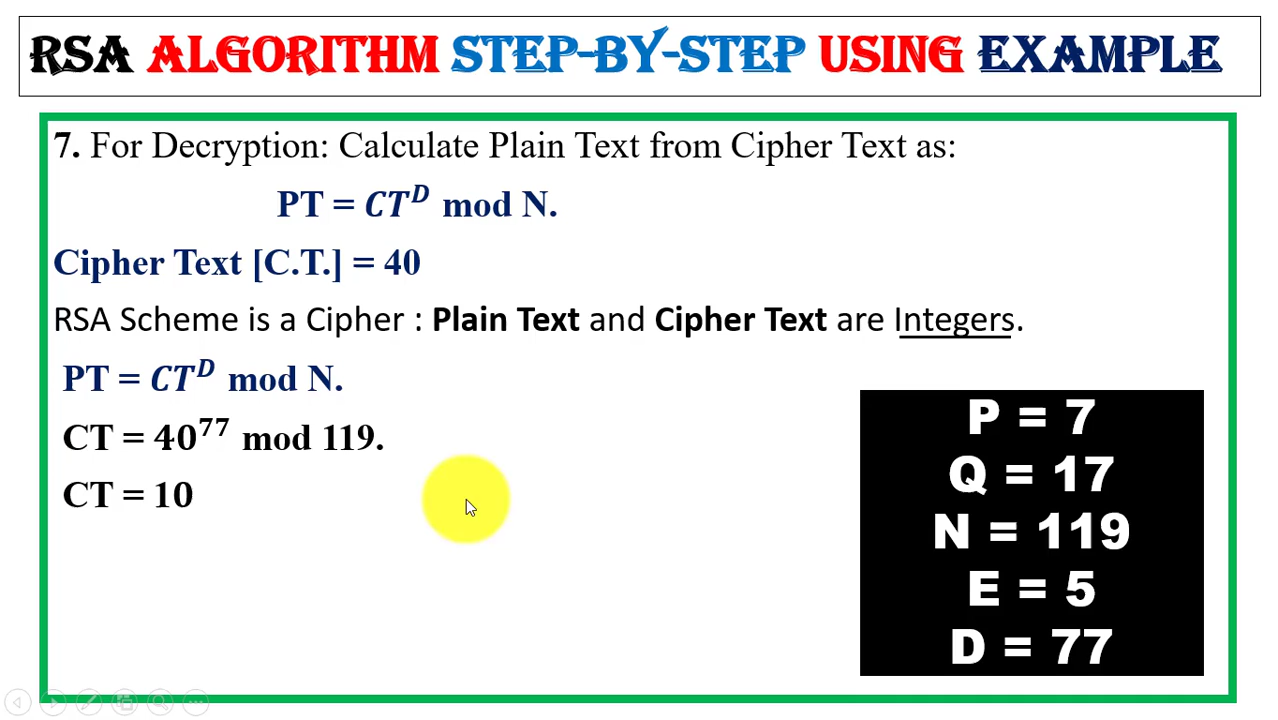 RSA ALGORITHM STEP-BY-STEP USING EXAMPLE
7. For Decryption: Calculate Plain Text from Cipher Text as:
PT = CT^D mod N.
Cipher Text [C.T.] = 40
RSA Scheme is a Cipher : Plain Text and Cipher Text are Integers.
PT = CT^D mod N.
CT = 40^77 mod 119.
CT = 10
P = 7
Q = 17
N = 119
E = 5
D = 77